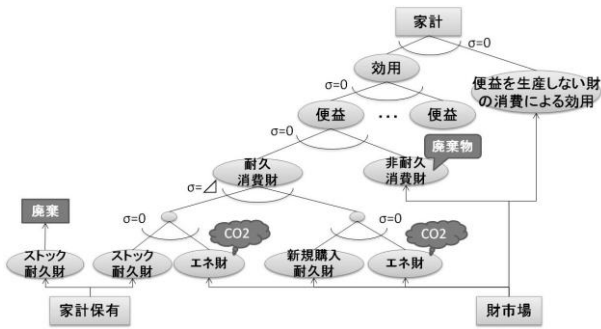 家計
σ=0
効用
σ=0
便益を生産しない財
の消費による効用
便益
…
便益
σ=0
廃棄物
耐久
消費財
非耐久
消費財
σ=⊿
廃棄
σ=0
CO2
σ=0
CO2
ストック
耐久財
ストック
耐久財
エネ財
新規購入
耐久財
エネ財
家計保有
財市場